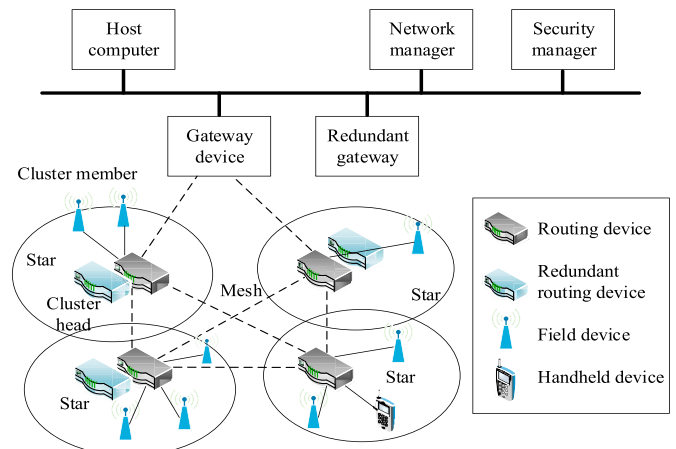 Host
computer
Network
manager
Security
manager
Gateway
device
Redundant
gateway
Cluster member
Star
Cluster
head
Mesh
Star
Star
Star
Routing device
Redundant
routing device
Field device
Handheld device